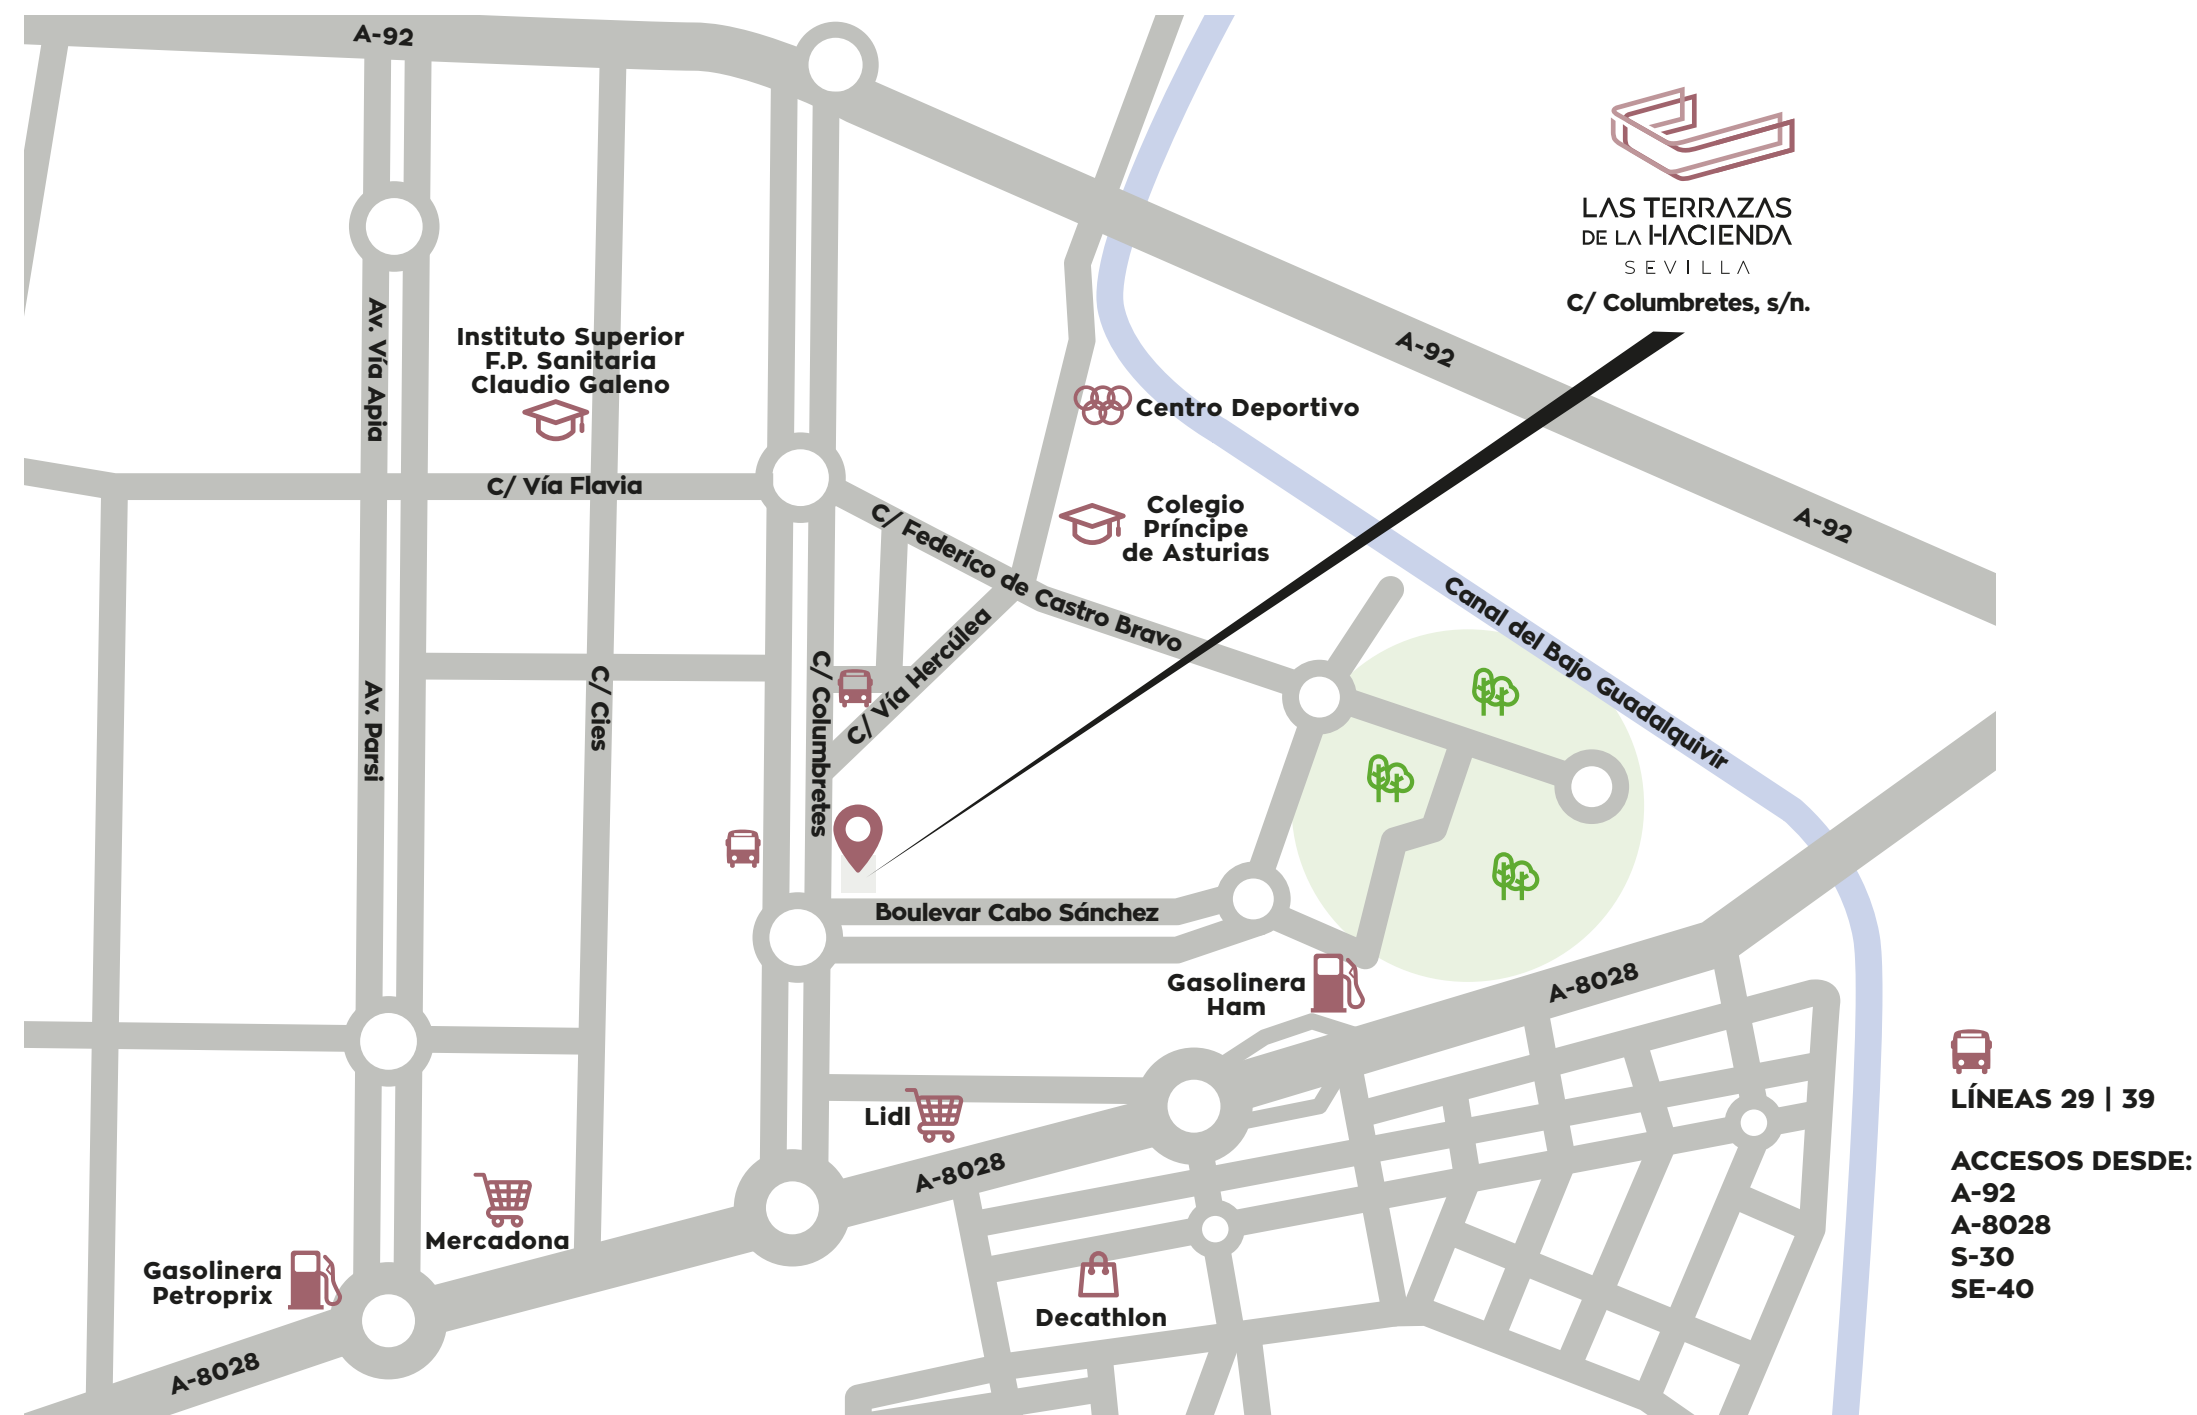 A-92
LAS TERRAZAS
DE LA HACIENDA
SEVILLA
C/ Columbretes, s/n.
Av. Vía Apia
Instituto Superior
F.P. Sanitaria
Claudio Galeno
A-92
Centro Deportivo
C/ Vía Flavia
C/ Federico de Castro Bravo
Colegio
Príncipe
de Asturias
A-92
Canal del Bajo Guadalquivir
C/ Vía Hercúlea
Av. Parsi
C/ Cies
C/ Columbretes
Boulevar Cabo Sánchez
Gasolinera
Ham
A-8028
Lidl
A-8028
Mercadona
Gasolinera
Petroprix
A-8028
Decathlon
LÍNEAS 29 | 39
ACCESOS DESDE:
A-92
A-8028
S-30
SE-40